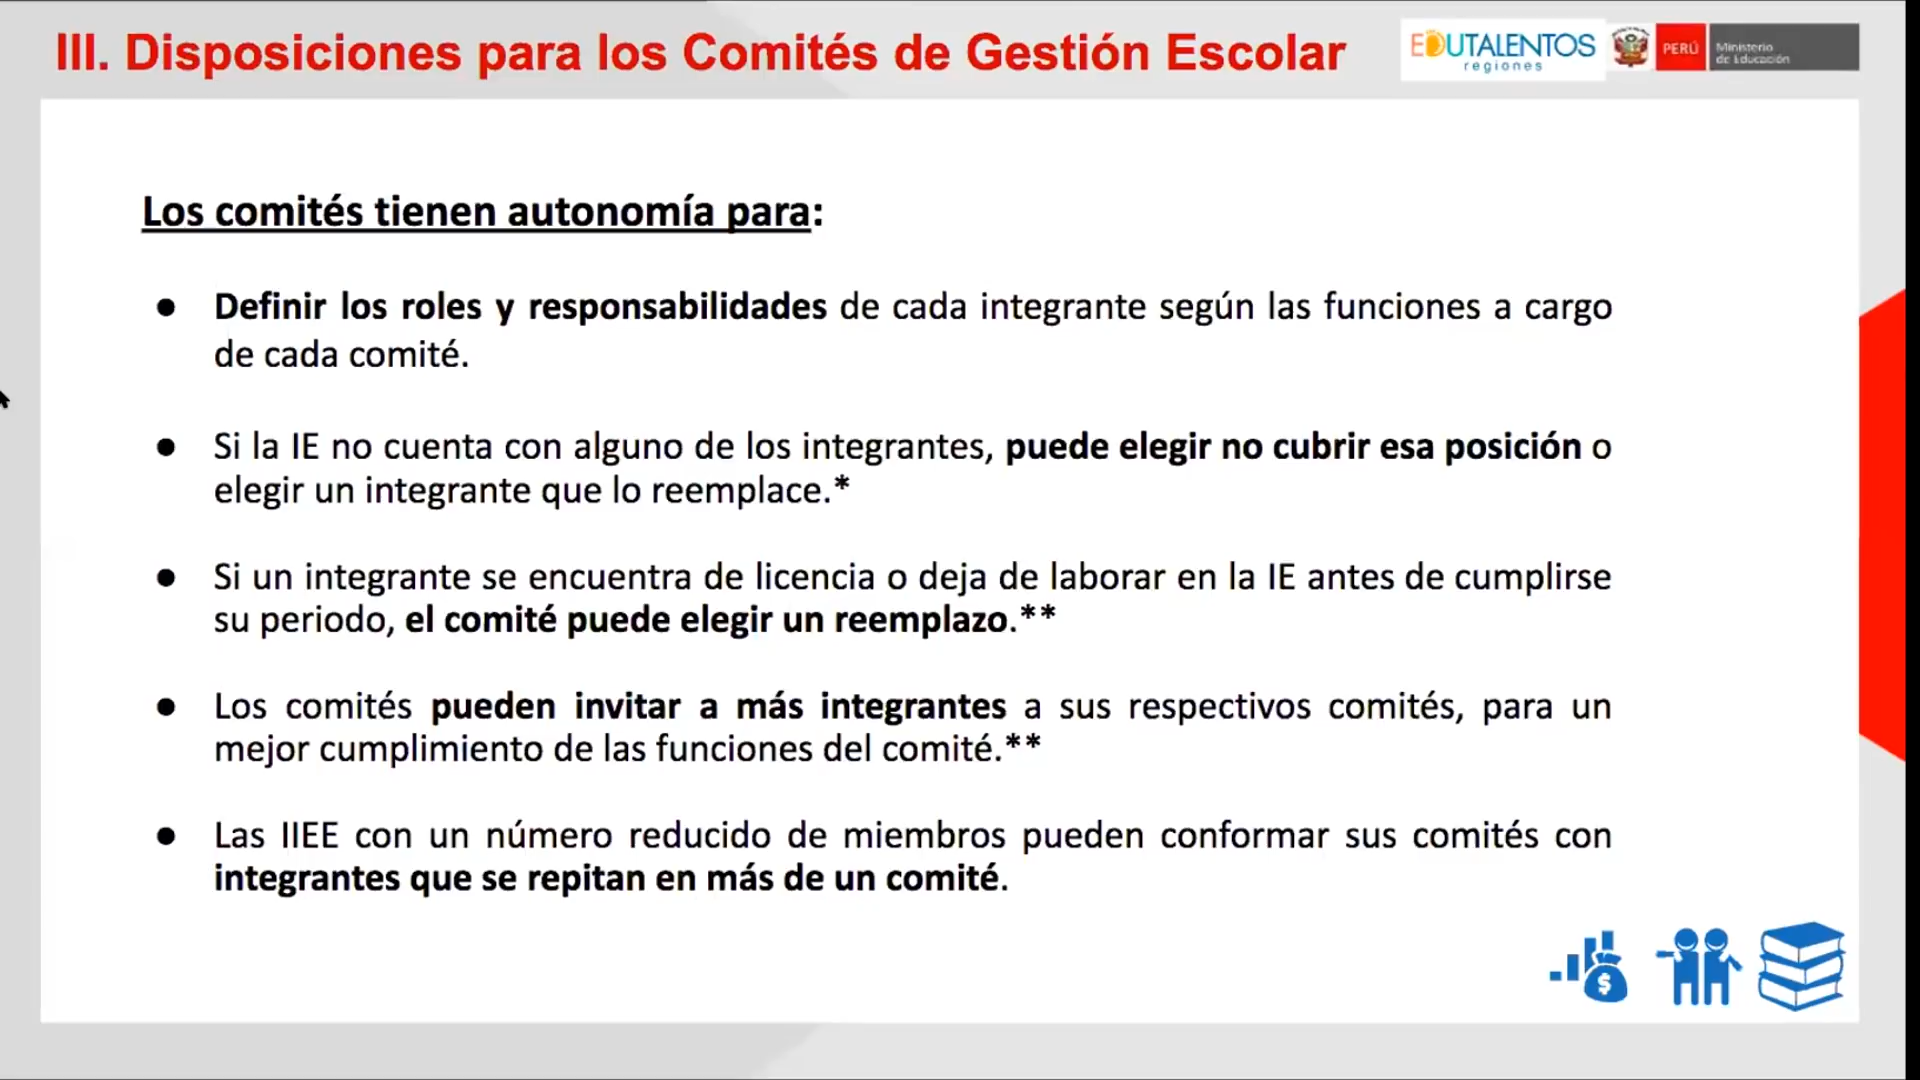 III. Disposiciones para los Comités de Gestión Escolar
EDUTALENTOS
regiones
PERÚ
Ministerio
de Educación
Los comités tienen autonomía para:
● Definir los roles y responsabilidades de cada integrante según las funciones a cargo
de cada comité.
● Si la IE no cuenta con alguno de los integrantes, puede elegir no cubrir esa posición o
elegir un integrante que lo reemplace.*
● Si un integrante se encuentra de licencia o deja de laborar en la IE antes de cumplirse
su periodo, el comité puede elegir un reemplazo.**
● Los comités pueden invitar a más integrantes a sus respectivos comités, para un
mejor cumplimiento de las funciones del comité.**
● Las IIEE con un número reducido de miembros pueden conformar sus comités con
integrantes que se repitan en más de un comité.
$